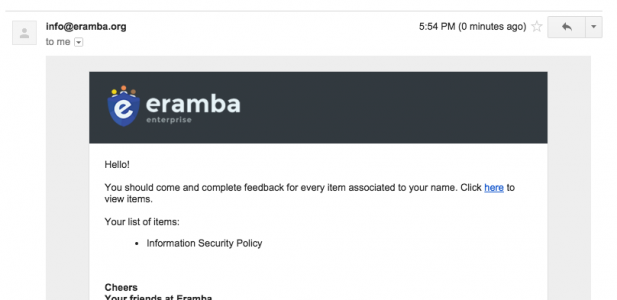 info@eramba.org
5:54 PM (0 minutes ago)
to me
eramba
enterprise
Hello!
You should come and complete feedback for every item associated to your name. Click here to
view items.
Your list of items:
• Information Security Policy
Cheers
Your friends at Eramba